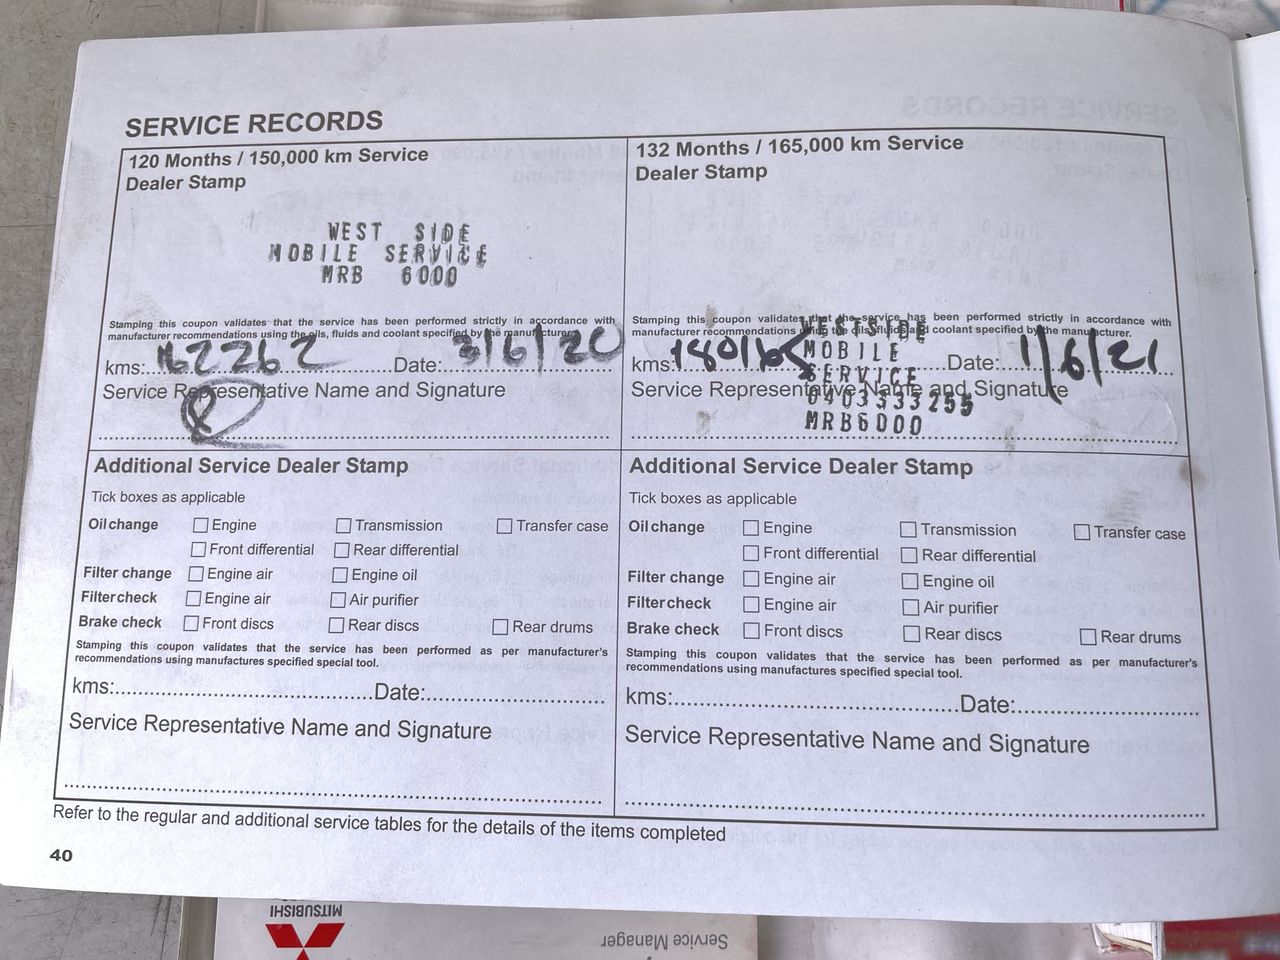 SERVICE RECORDS
120 Months / 150,000 km Service
Dealer Stamp
WEST SIDE
MOBILE SERVICE
MRB 6000
Stamping this coupon validates that the service has been performed strictly in accordance with
manufacturer recommendations using the oils, fluids and coolant specified by the manufacturer.
kms: 162262 Date: 3/6/20
Service Representative Name and Signature
Additional Service Dealer Stamp
Tick boxes as applicable
Oil change Engine Transmission Transfer case
Front differential Rear differential
Filter change Engine air Engine oil
Filter check Engine air Air purifier
Brake check Front discs Rear discs Rear drums
Stamping this coupon validates that the service has been performed as per manufacturer's
recommendations using manufactures specified special tool.
kms: Date:
Service Representative Name and Signature
132 Months / 165,000 km Service
Dealer Stamp
Stamping this coupon validates that the service has been performed strictly in accordance with
manufacturer recommendations using the oils, fluids and coolant specified by the manufacturer.
WESTSIDE
MOBILE
SERVICE
0403333255
MRB6000
kms: Date: 1/6/21
Service Representative Name and Signature
Additional Service Dealer Stamp
Tick boxes as applicable
Oil change Engine Transmission Transfer case
Front differential Rear differential
Filter change Engine air Engine oil
Filter check Engine air Air purifier
Brake check Front discs Rear discs Rear drums
Stamping this coupon validates that the service has been performed as per manufacturer's
recommendations using manufactures specified special tool.
kms: Date:
Service Representative Name and Signature
Refer to the regular and additional service tables for the details of the items completed
40
MITSUBISHI
Service Manager